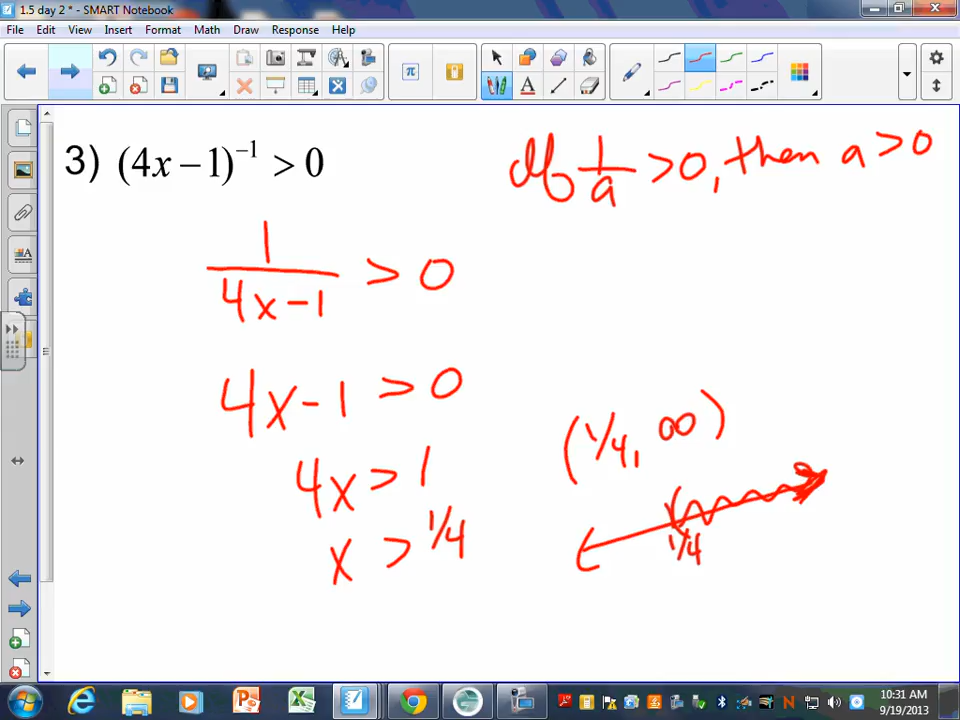 1.5 day 2 * - SMART Notebook
File Edit View Insert Format Math Draw Response Help
3) (4x − 1)⁻¹ > 0
If 1/a > 0, then a > 0
1/(4x − 1) > 0
4x − 1 > 0
(1/4, ∞)
4x > 1
x > 1/4
1/4
10:31 AM
9/19/2013